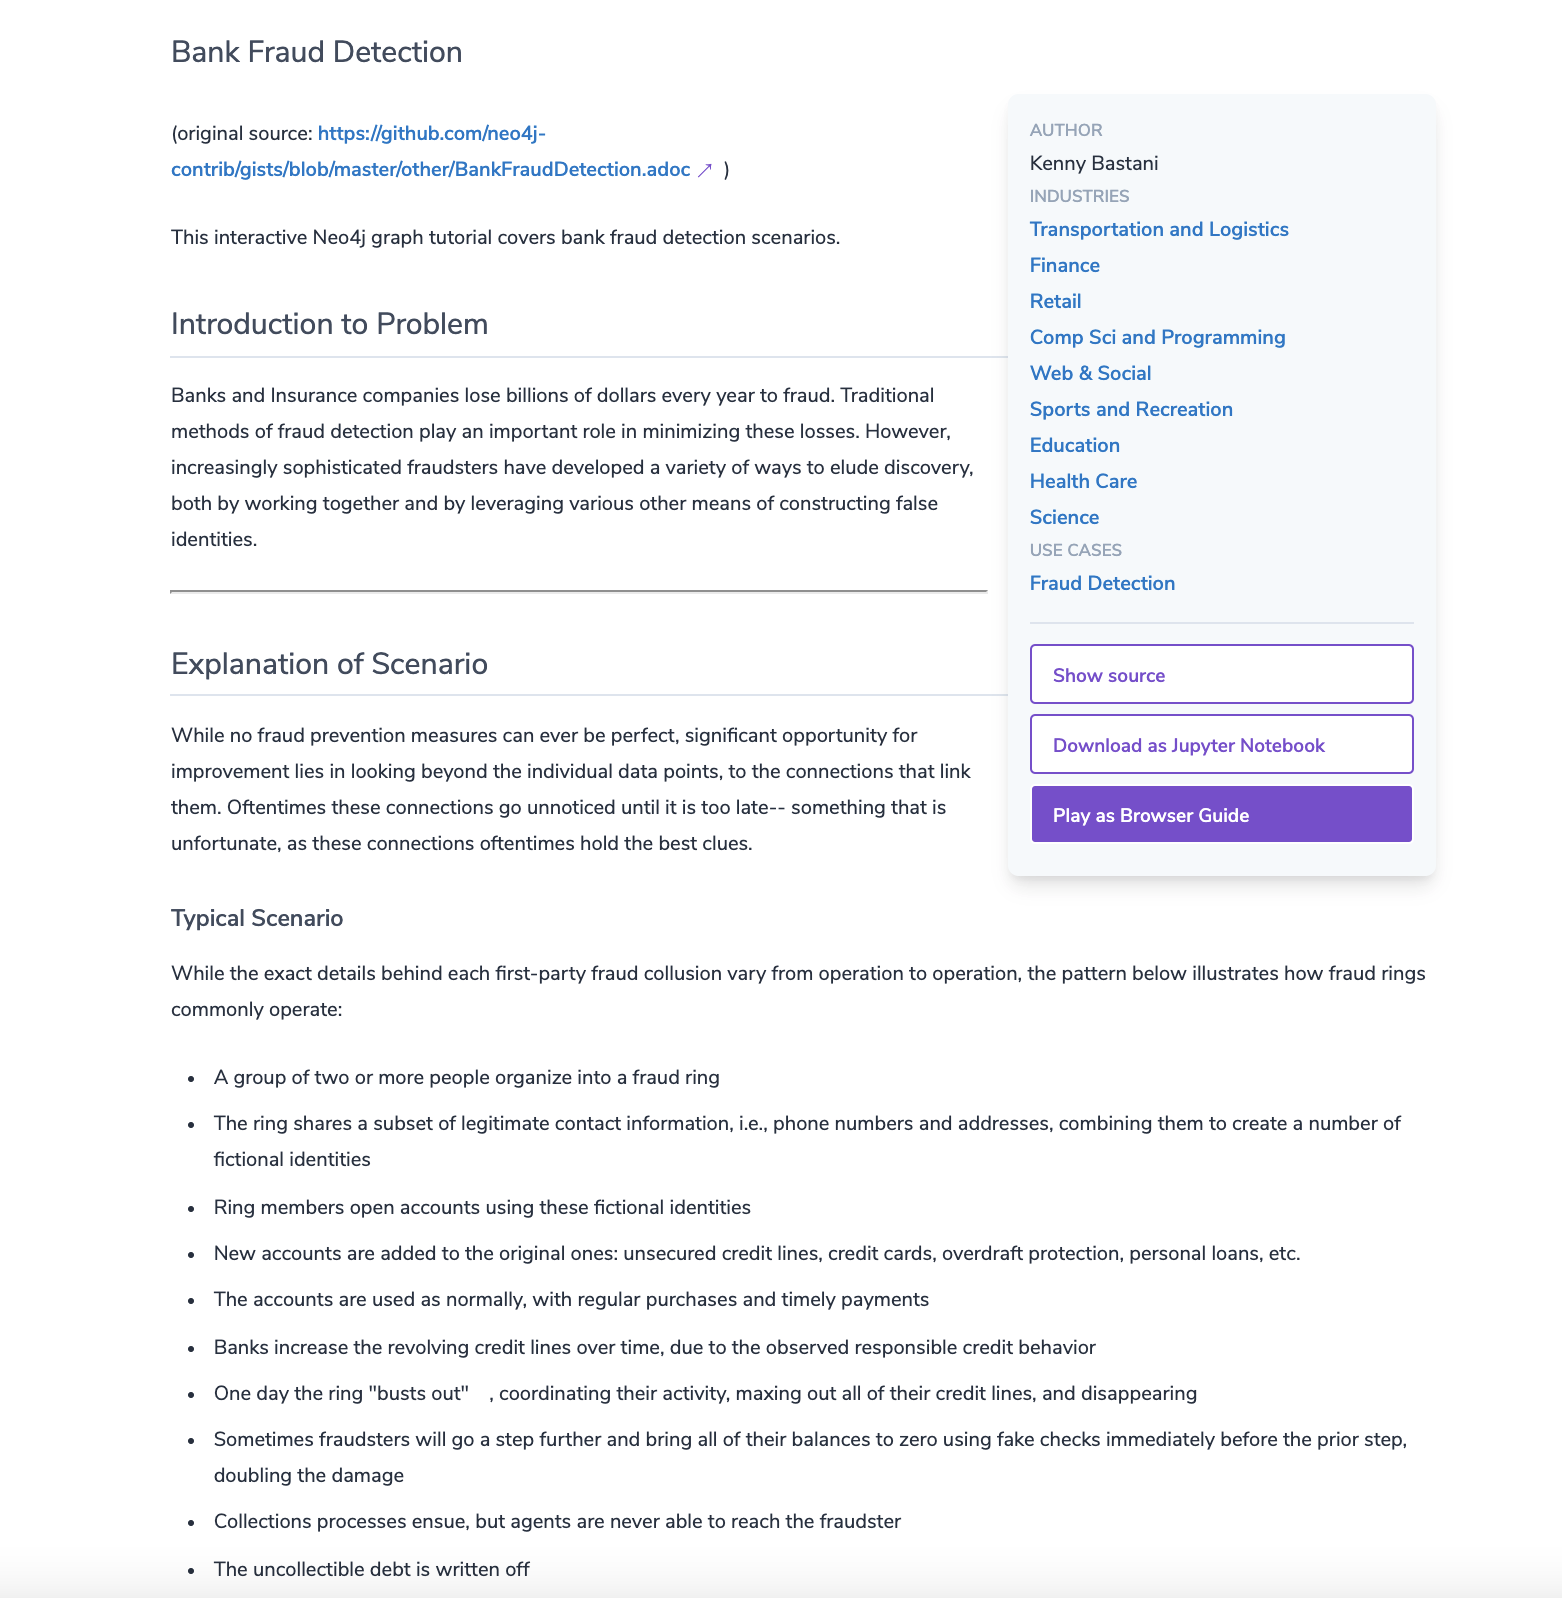 Bank Fraud Detection
(original source: https://github.com/neo4j-
contrib/gists/blob/master/other/BankFraudDetection.adoc ↗ )
This interactive Neo4j graph tutorial covers bank fraud detection scenarios.
Introduction to Problem
Banks and Insurance companies lose billions of dollars every year to fraud. Traditional
methods of fraud detection play an important role in minimizing these losses. However,
increasingly sophisticated fraudsters have developed a variety of ways to elude discovery,
both by working together and by leveraging various other means of constructing false
identities.
Explanation of Scenario
While no fraud prevention measures can ever be perfect, significant opportunity for
improvement lies in looking beyond the individual data points, to the connections that link
them. Oftentimes these connections go unnoticed until it is too late-- something that is
unfortunate, as these connections oftentimes hold the best clues.
AUTHOR
Kenny Bastani
INDUSTRIES
Transportation and Logistics
Finance
Retail
Comp Sci and Programming
Web & Social
Sports and Recreation
Education
Health Care
Science
USE CASES
Fraud Detection
Show source
Download as Jupyter Notebook
Play as Browser Guide
Typical Scenario
While the exact details behind each first-party fraud collusion vary from operation to operation, the pattern below illustrates how fraud rings
commonly operate:
• A group of two or more people organize into a fraud ring
• The ring shares a subset of legitimate contact information, i.e., phone numbers and addresses, combining them to create a number of
fictional identities
• Ring members open accounts using these fictional identities
• New accounts are added to the original ones: unsecured credit lines, credit cards, overdraft protection, personal loans, etc.
• The accounts are used as normally, with regular purchases and timely payments
• Banks increase the revolving credit lines over time, due to the observed responsible credit behavior
• One day the ring "busts out" , coordinating their activity, maxing out all of their credit lines, and disappearing
• Sometimes fraudsters will go a step further and bring all of their balances to zero using fake checks immediately before the prior step,
doubling the damage
• Collections processes ensue, but agents are never able to reach the fraudster
• The uncollectible debt is written off